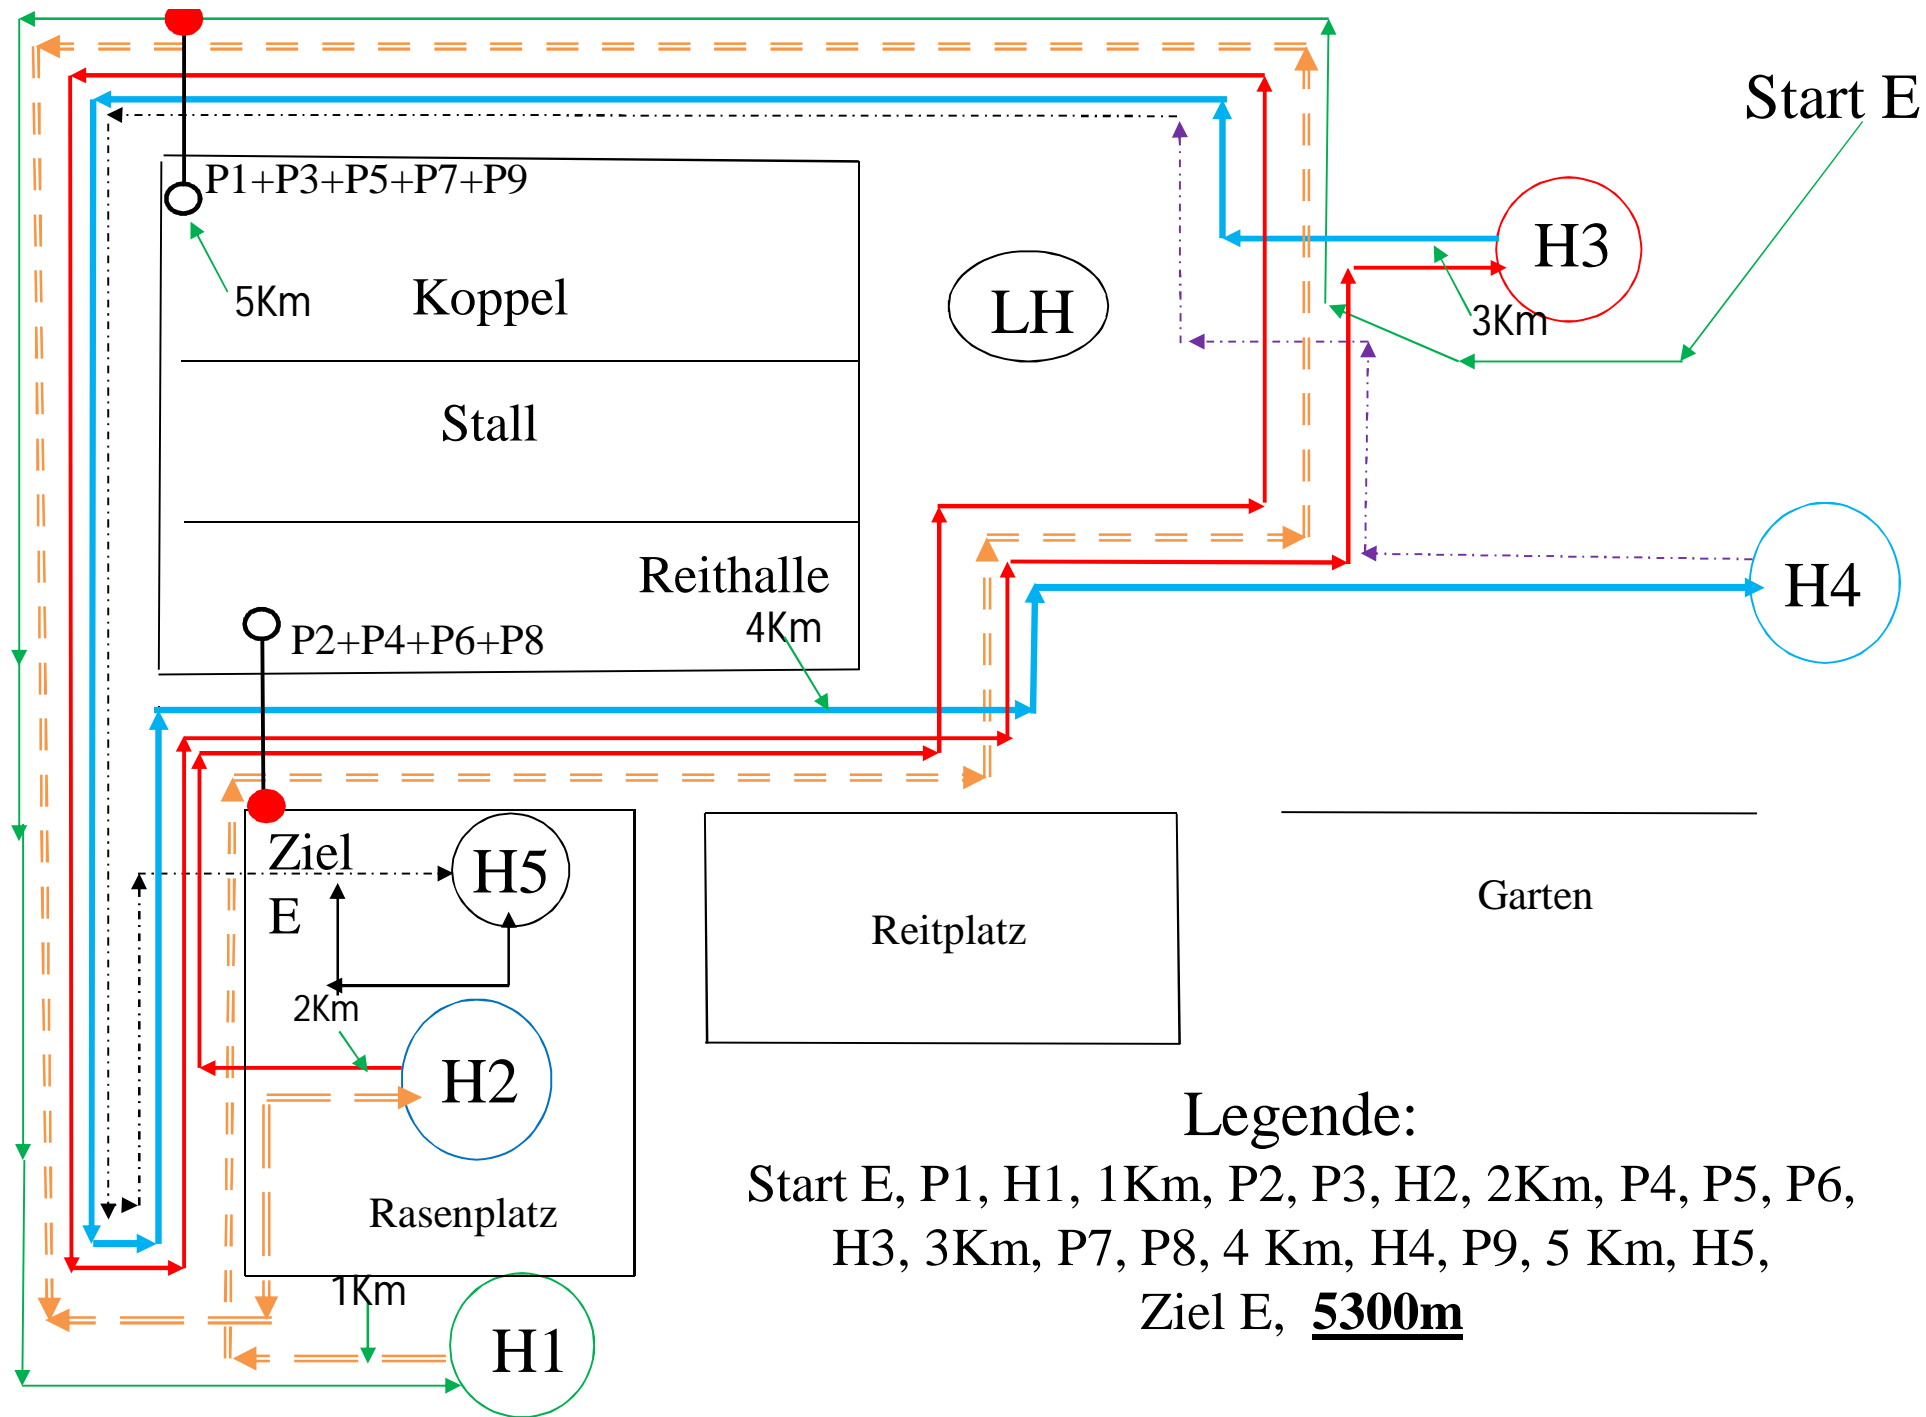 Start E
P1+P3+P5+P7+P9
H3
5Km
Koppel
LH
3Km
Stall
Reithalle
H4
4Km
P2+P4+P6+P8
Ziel
E
H5
Garten
Reitplatz
2Km
H2
Rasenplatz
1Km
H1
Legende:
Start E, P1, H1, 1Km, P2, P3, H2, 2Km, P4, P5, P6,
H3, 3Km, P7, P8, 4 Km, H4, P9, 5 Km, H5,
Ziel E, 5300m